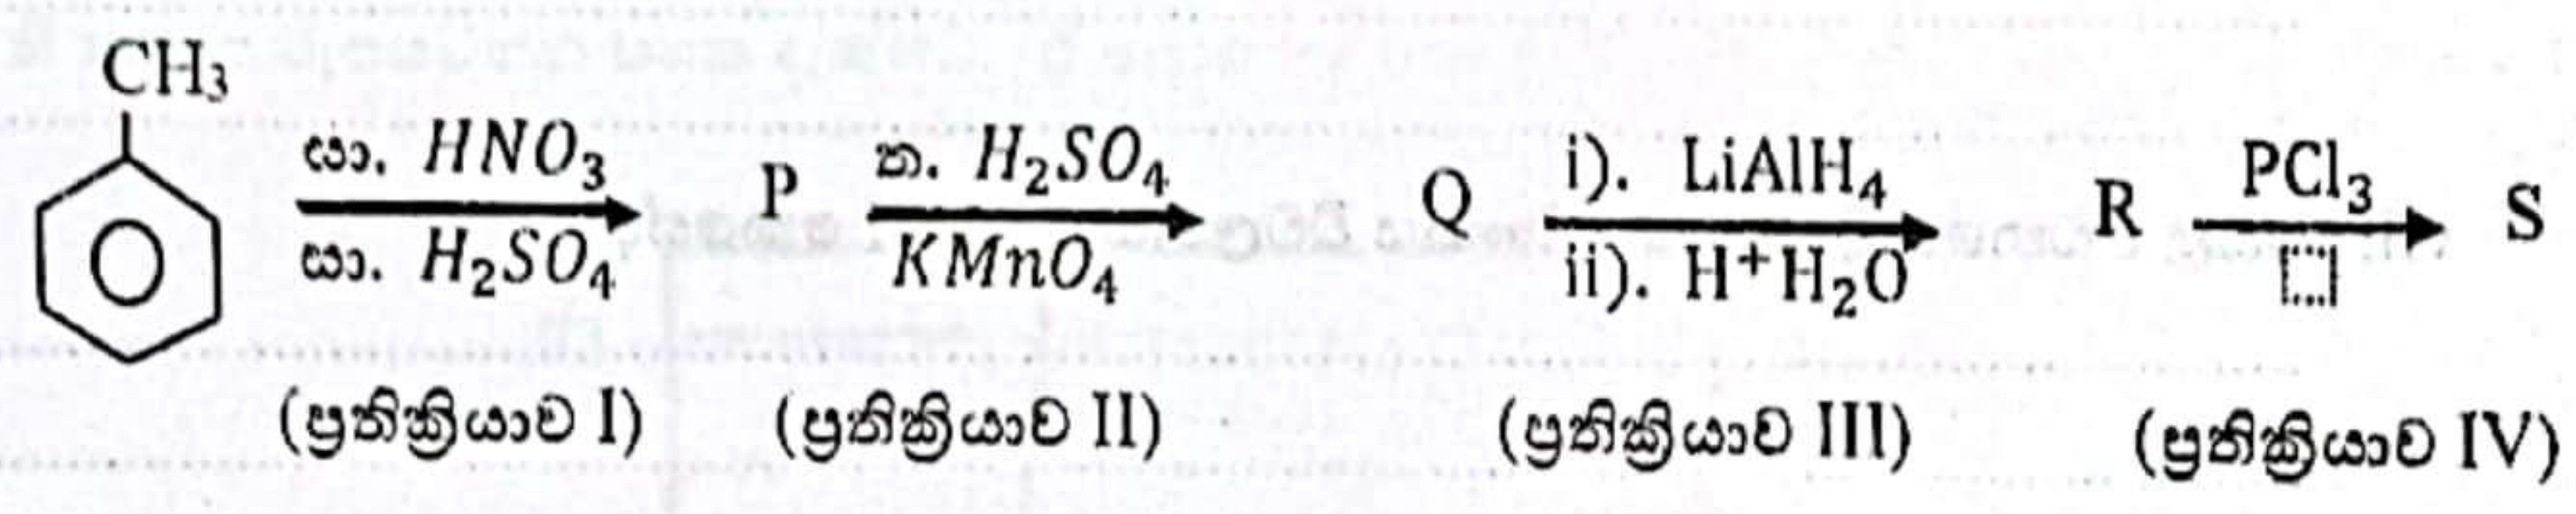 CH₃
සා. HNO₃
සා. H₂SO₄
(ප්‍රතික්‍රියාව I)
P
ත. H₂SO₄
KMnO₄
(ප්‍රතික්‍රියාව II)
Q
i). LiAlH₄
ii). H⁺H₂O
(ප්‍රතික්‍රියාව III)
R
PCl₃
S
(ප්‍රතික්‍රියාව IV)